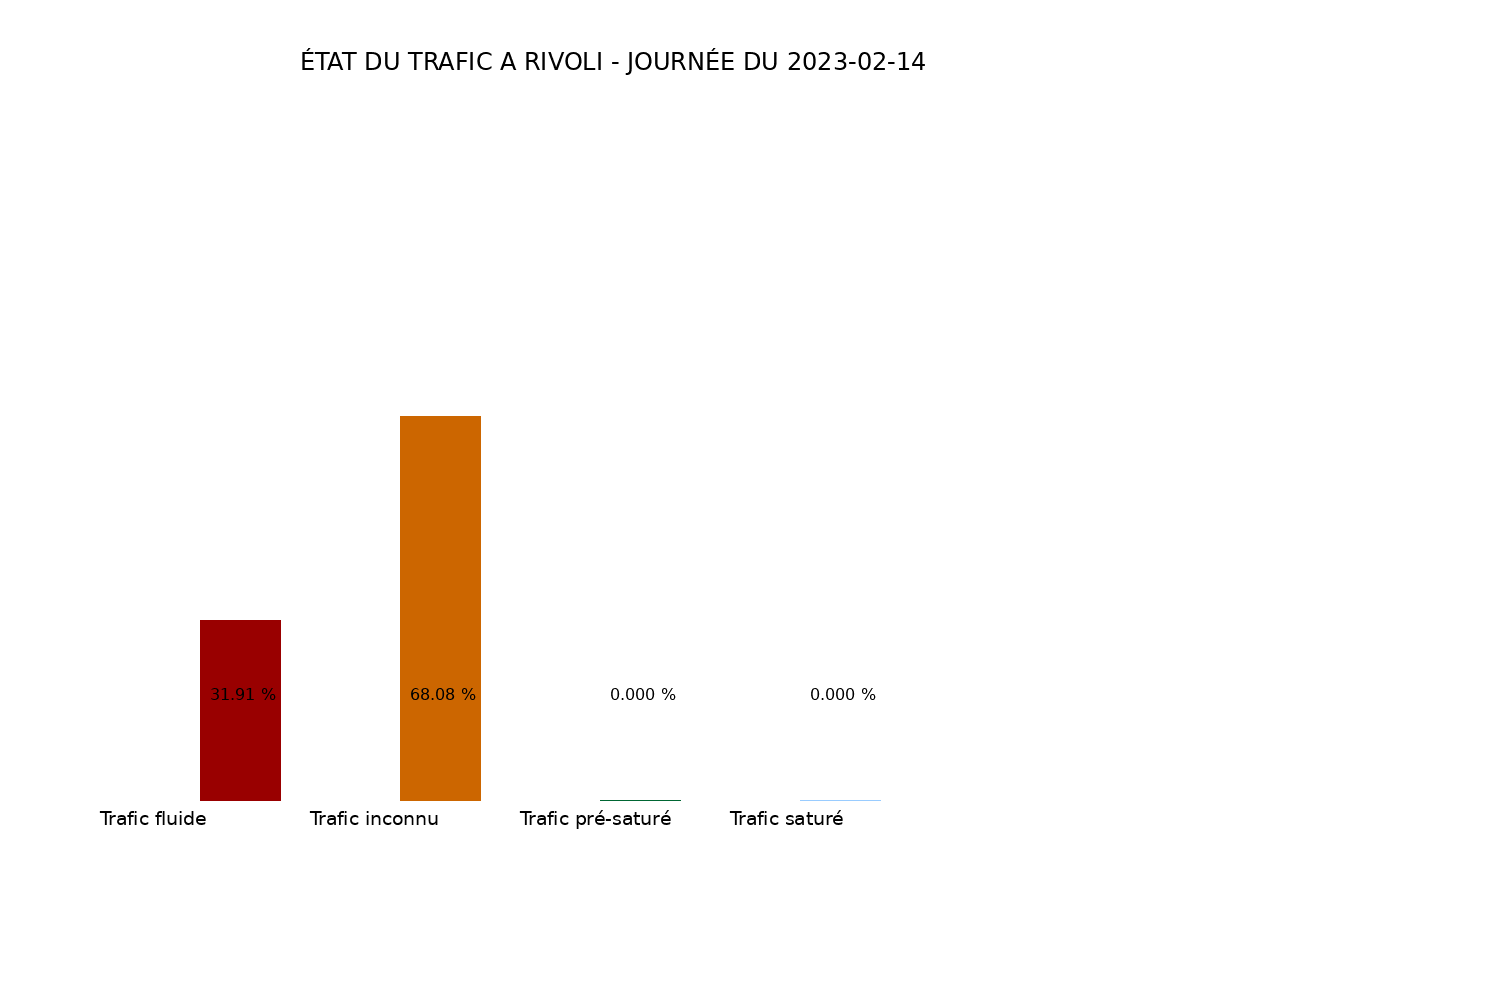 ÉTAT DU TRAFIC A RIVOLI - JOURNÉE DU 2023-02-14
31.91 % 68.08 % 0.000 % 0.000 %
Trafic fluide Trafic inconnu Trafic pré-saturé Trafic saturé